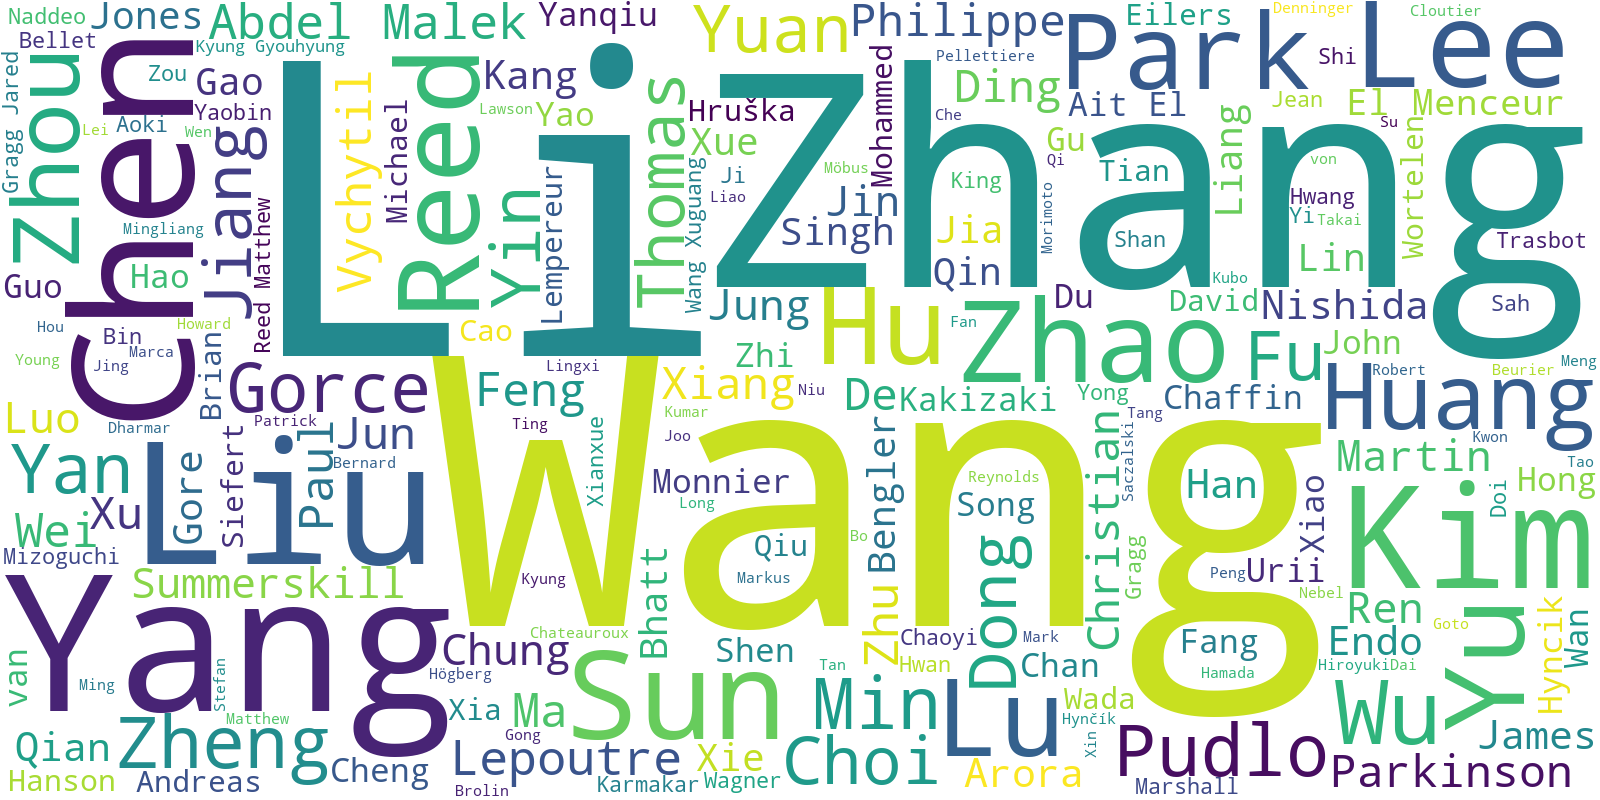 Naddeo
Jones
Abdel
Malek
Yanqiu
Yuan
Philippe
Eilers
Park
Denninger
Cloutier
Lee
Bellet
Kyung Gyouhyung
Pellettiere
Shi
Zhou
Chen
Zou
Gao
Kang
Ding
Gragg Jared
Yaobin
Vychytil
Michael
Reed
Lawson
Yao
Thomas
Hruška
Mohammed
Che
Ait El
Jean
El
Menceur
Lei
Aoki
Wen
Li
Zhang
Xue
Möbus
Gu
Qi
Su
von
Jiang
Yin
Lempereur
Ji
Liao
Xuguang
Wang
King
Jin
Singh
Tian
Liang
Hwang
Yi
Takai
Wortelen
Mingliang
Reed Matthew
Jia
Morimoto
Shan
Trasbot
Hao
Guo
Qin
Kubo
Lin
Jung
Hu
Du
David
Nishida
Sah
Hou
Bin
Howard
Brian
Cao
Zhi
Fan
Zhao
Fu
John
Meng
Young
Jing
Marca
Lingxi
Gorce
Feng
Xiang
Niu
De
Kakizaki
Yong
Chaffin
Robert
Beurier
Huang
Luo
Dharmar
Patrick
Paul
Jun
Ting
Kumar
Joo
Christian
Tang
Kwon
Yan
Liu
Gore
Siefert
Bernard
Wang
Xianxue
Monnier
Long
Bengler
Reynolds
Song
Saczalski
Han
Martin
Tao
Hong
Doi
Wei
Xu
Mizoguchi
Qiu
Bo
Xiao
Kim
Yang
Summerskill
Kyung
Bhatt
Markus
Dong
Gragg
Peng
Urii
Nebel
Ren
Yu
Goto
Hyncik
Wan
van
Ming
Stefan
Chung
Chateauroux
Högberg
Sun
Shen
Zhu
Chaoyi
Hwan
Tan
Mark
Chan
Fang
Hamada
Endo
HiroyukiDai
Matthew
Xia
Ma
Min
Lu
Wada
Hynčík
Wu
Qian
Zheng
Gong
Xie
Choi
Xin
Pudlo
James
Hanson
Andreas
Cheng
Lepoutre
Brolin
Karmakar
Wagner
Arora
Marshall
Parkinson